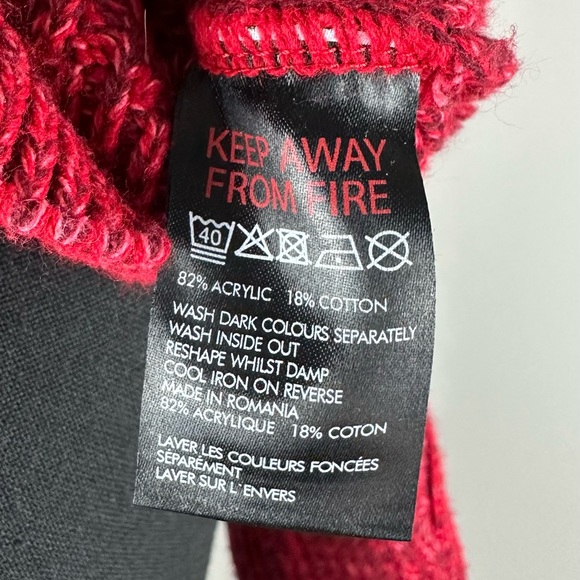 KEEP AWAY
FROM FIRE
40
82% ACRYLIC 18% COTTON
WASH DARK COLOURS SEPARATELY
WASH INSIDE OUT
RESHAPE WHILST DAMP
COOL IRON ON REVERSE
MADE IN ROMANIA
82% ACRYLIQUE 18% COTON
LAVER LES COULEURS FONCÉES
SÉPARÉMENT
LAVER SUR L'ENVERS